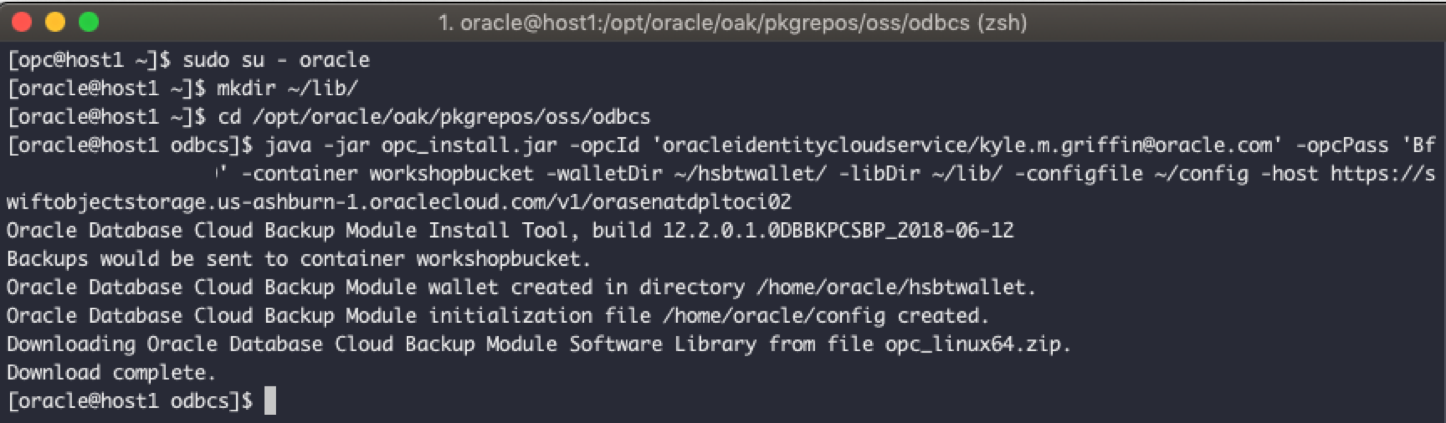 1. oracle@host1:/opt/oracle/oak/pkgrepos/oss/odbcs (zsh)
[opc@host1 ~]$ sudo su - oracle
[oracle@host1 ~]$ mkdir ~/lib/
[oracle@host1 ~]$ cd /opt/oracle/oak/pkgrepos/oss/odbcs
[oracle@host1 odbcs]$ java -jar opc_install.jar -opcId 'oracleidentitycloudservice/kyle.m.griffin@oracle.com' -opcPass 'Bf
' -container workshopbucket -walletDir ~/hsbtwallet/ -libDir ~/lib/ -configfile ~/config -host https://s
wiftobjectstorage.us-ashburn-1.oraclecloud.com/v1/orasenatdpltoci02
Oracle Database Cloud Backup Module Install Tool, build 12.2.0.1.0DBBKPCSBP_2018-06-12
Backups would be sent to container workshopbucket.
Oracle Database Cloud Backup Module wallet created in directory /home/oracle/hsbtwallet.
Oracle Database Cloud Backup Module initialization file /home/oracle/config created.
Downloading Oracle Database Cloud Backup Module Software Library from file opc_linux64.zip.
Download complete.
[oracle@host1 odbcs]$